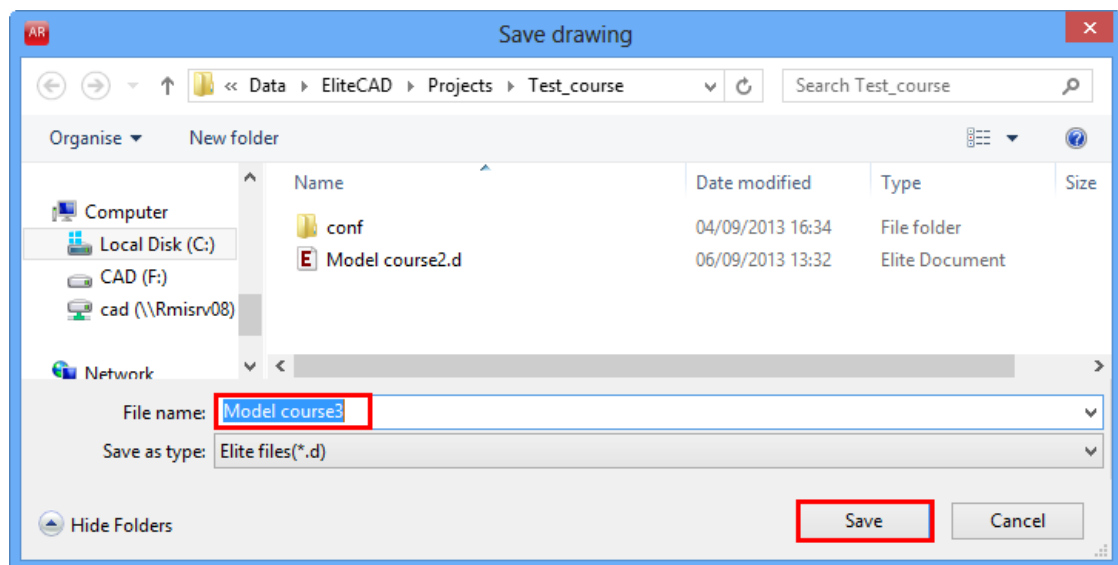 AR Save drawing
« Data EliteCAD Projects Test_course Search Test_course
Organise New folder
Name Date modified Type Size
Computer
conf 04/09/2013 16:34 File folder
Local Disk (C:)
Model course2.d 06/09/2013 13:32 Elite Document
CAD (F:)
cad (\\Rmisrv08)
Network
File name: Model course3
Save as type: Elite files(*.d)
Hide Folders Save Cancel